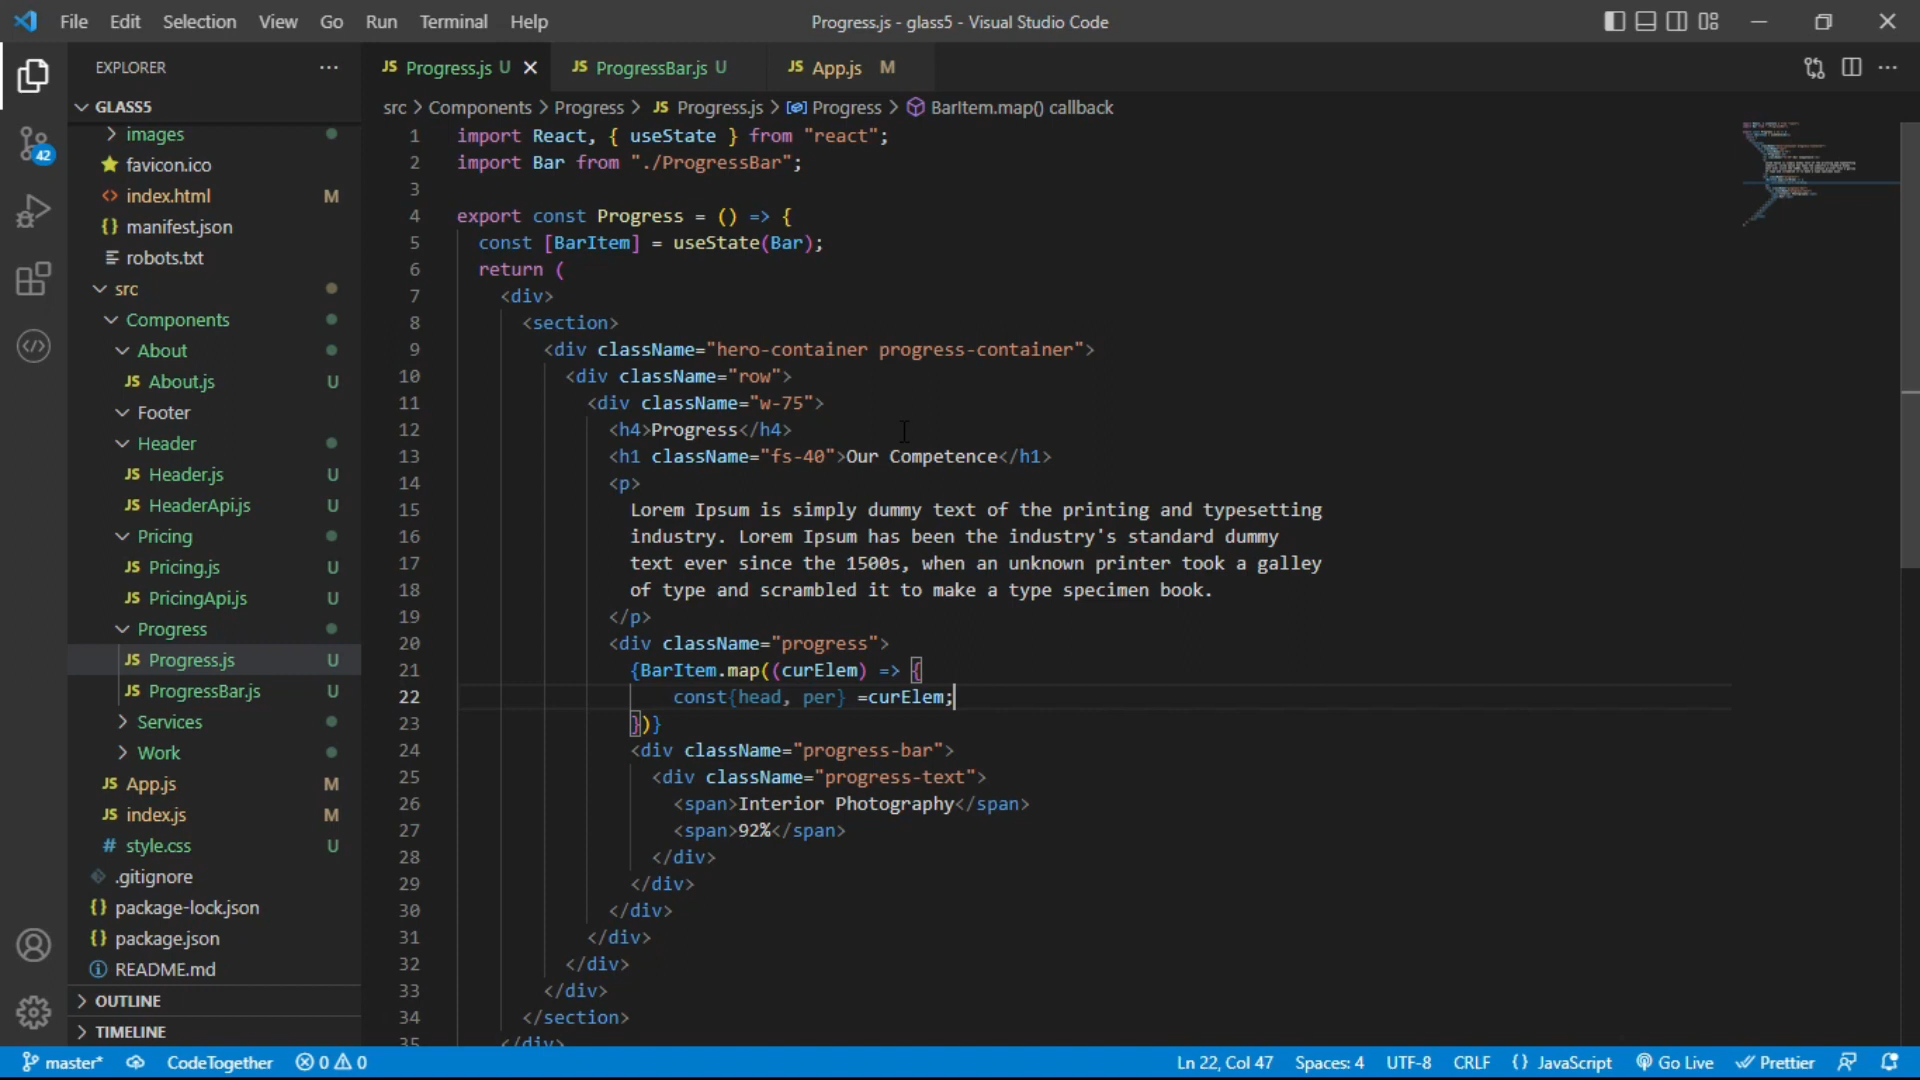 File Edit Selection View Go Run Terminal Help
Progress.js - glass5 - Visual Studio Code
EXPLORER
GLASS5
images
favicon.ico
index.html M
manifest.json
robots.txt
src
Components
About
About.js U
Footer
Header
Header.js U
HeaderApi.js U
Pricing
Pricing.js U
PricingApi.js U
Progress
Progress.js U
ProgressBar.js U
Services
Work
App.js M
index.js M
style.css U
.gitignore
package-lock.json
package.json
README.md
OUTLINE
TIMELINE
42
JS Progress.js U
JS ProgressBar.js U
JS App.js M
src > Components > Progress > JS Progress.js > Progress > BarItem.map() callback
1 import React, { useState } from "react";
2 import Bar from "./ProgressBar";
3
4 export const Progress = () => {
5 const [BarItem] = useState(Bar);
6 return (
7 <div>
8 <section>
9 <div className="hero-container progress-container">
10 <div className="row">
11 <div className="w-75">
12 <h4>Progress</h4>
13 <h1 className="fs-40">Our Competence</h1>
14 <p>
15 Lorem Ipsum is simply dummy text of the printing and typesetting
16 industry. Lorem Ipsum has been the industry's standard dummy
17 text ever since the 1500s, when an unknown printer took a galley
18 of type and scrambled it to make a type specimen book.
19 </p>
20 <div className="progress">
21 {BarItem.map((curElem) => {
22 const{head, per} =curElem;
23 })}
24 <div className="progress-bar">
25 <div className="progress-text">
26 <span>Interior Photography</span>
27 <span>92%</span>
28 </div>
29 </div>
30 </div>
31 </div>
32 </div>
33 </div>
34 </section>
35 </div>
master* CodeTogether 0 0
Ln 22, Col 47 Spaces: 4 UTF-8 CRLF {} JavaScript Go Live Prettier